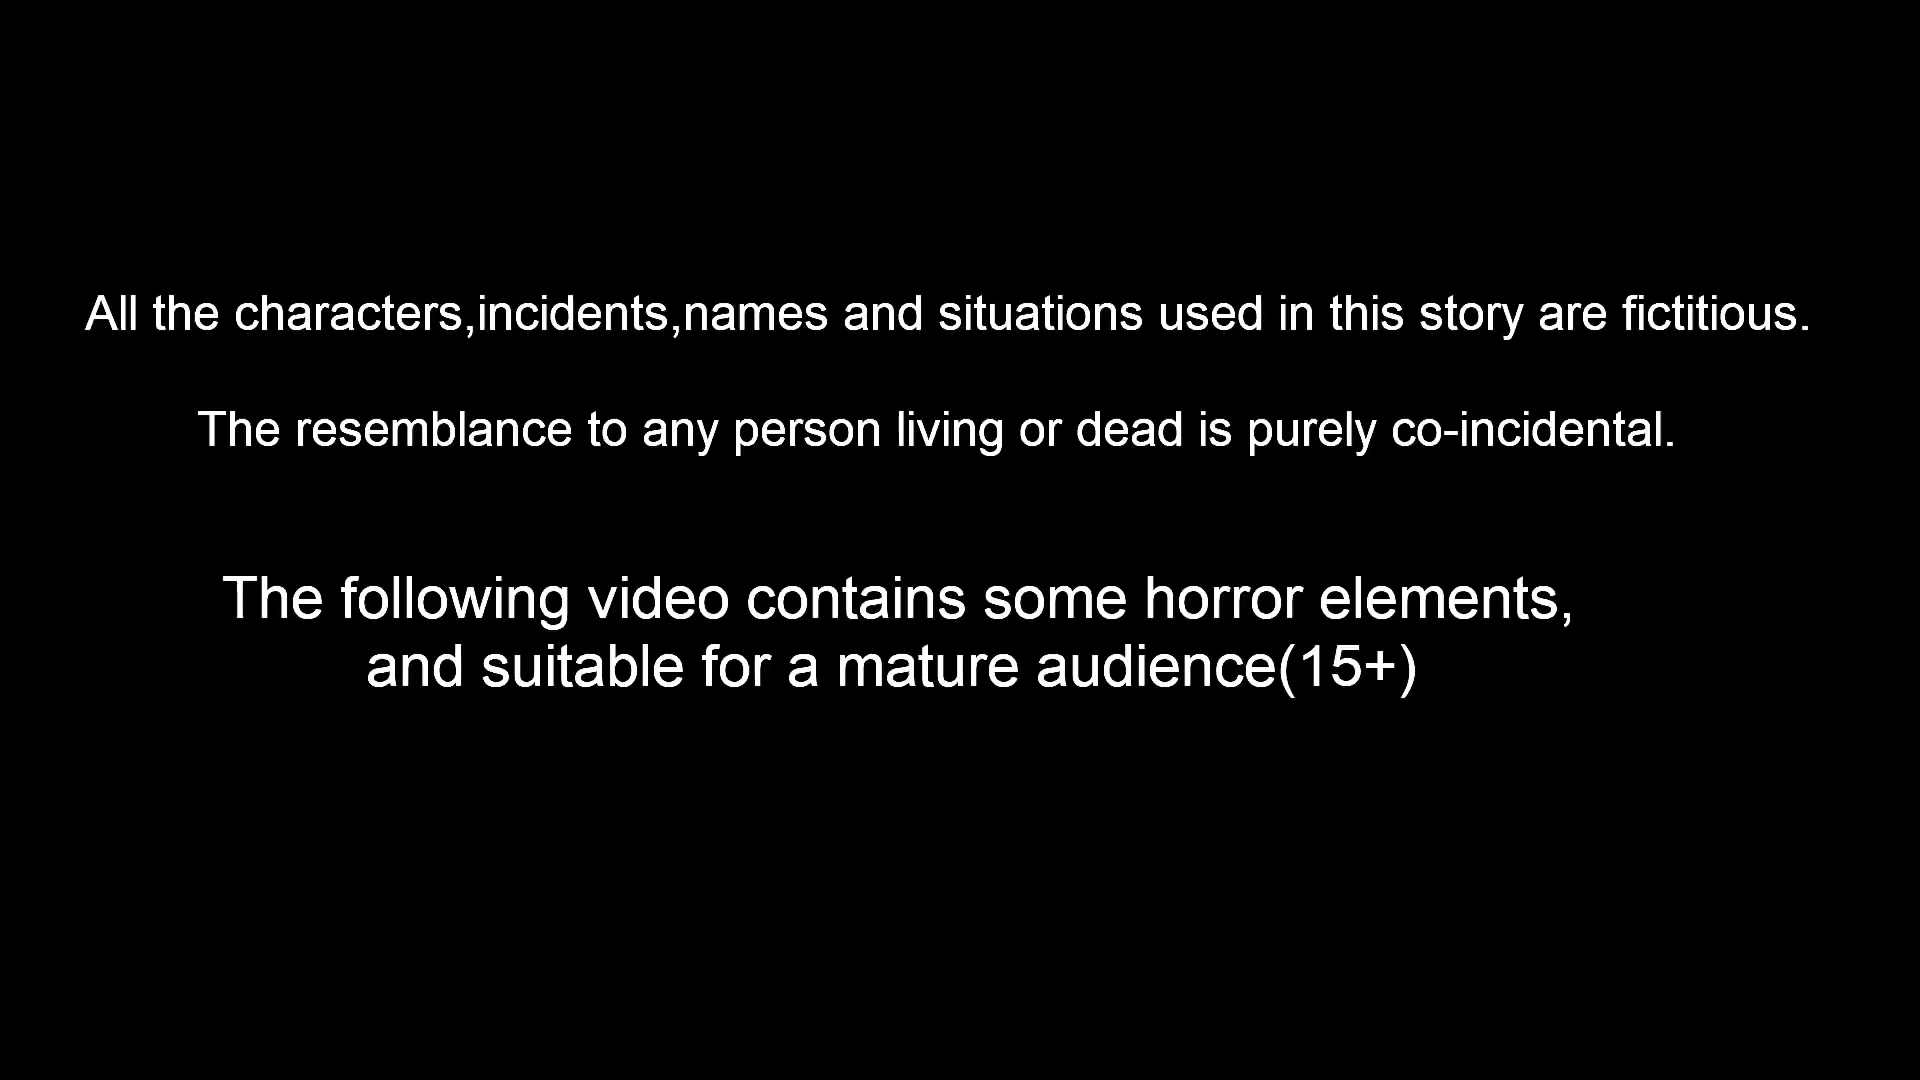 All the characters,incidents,names and situations used in this story are fictitious.
The resemblance to any person living or dead is purely co-incidental.
The following video contains some horror elements,
and suitable for a mature audience(15+)